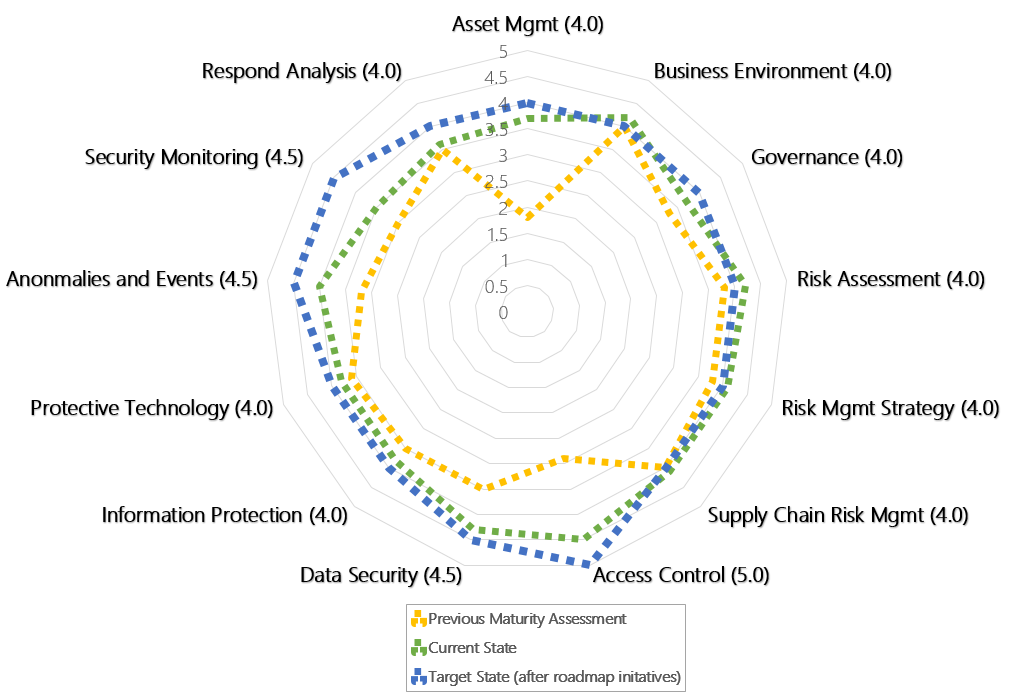 Asset Mgmt (4.0)
Respond Analysis (4.0)
Business Environment (4.0)
Security Monitoring (4.5)
Governance (4.0)
Anonmalies and Events (4.5)
Risk Assessment (4.0)
Protective Technology (4.0)
Risk Mgmt Strategy (4.0)
Information Protection (4.0)
Supply Chain Risk Mgmt (4.0)
Data Security (4.5)
Access Control (5.0)
5
4.5
4
3.5
3
2.5
2
1.5
1
0.5
0
Previous Maturity Assessment
Current State
Target State (after roadmap initatives)